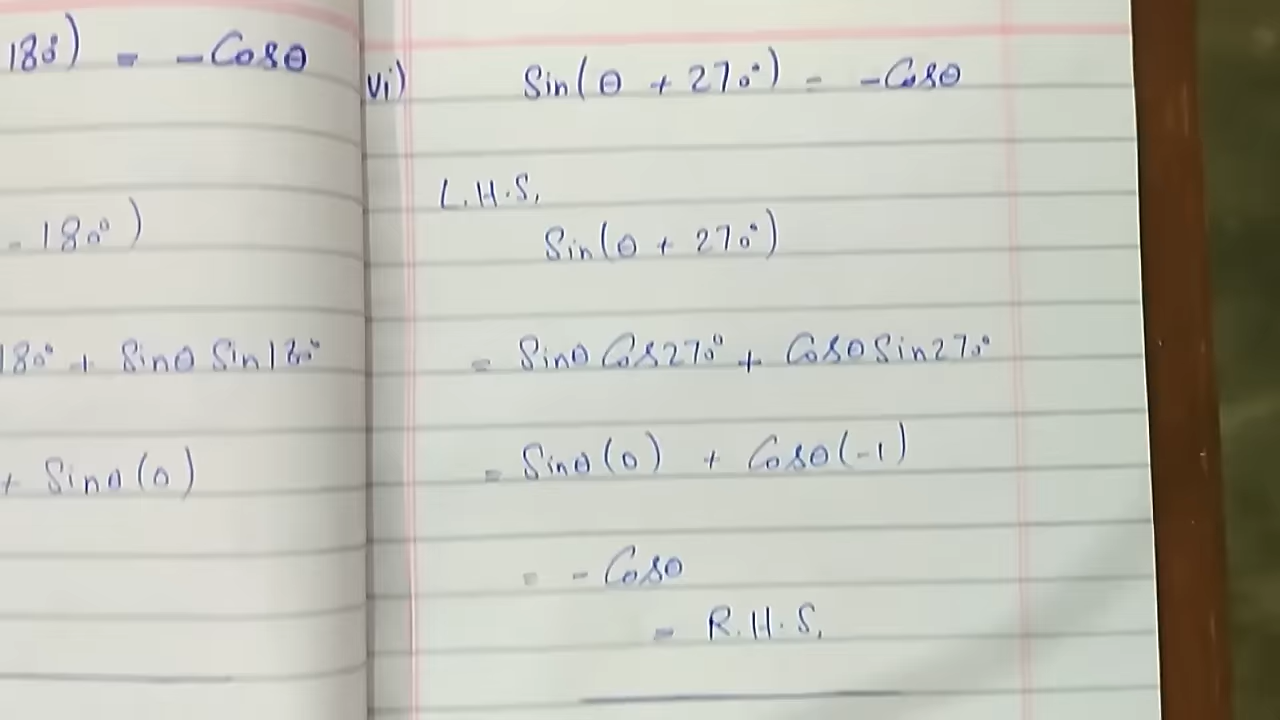 180°) = -Cosθ
- 180°)
180° + Sinθ Sin180°
+ Sinθ(0)
vi) Sin(θ + 270°) = -Cosθ
L.H.S,
Sin(θ + 270°)
= Sinθ Cos270° + Cosθ Sin270°
= Sinθ(0) + Cosθ(-1)
= - Cosθ
= R.H.S,